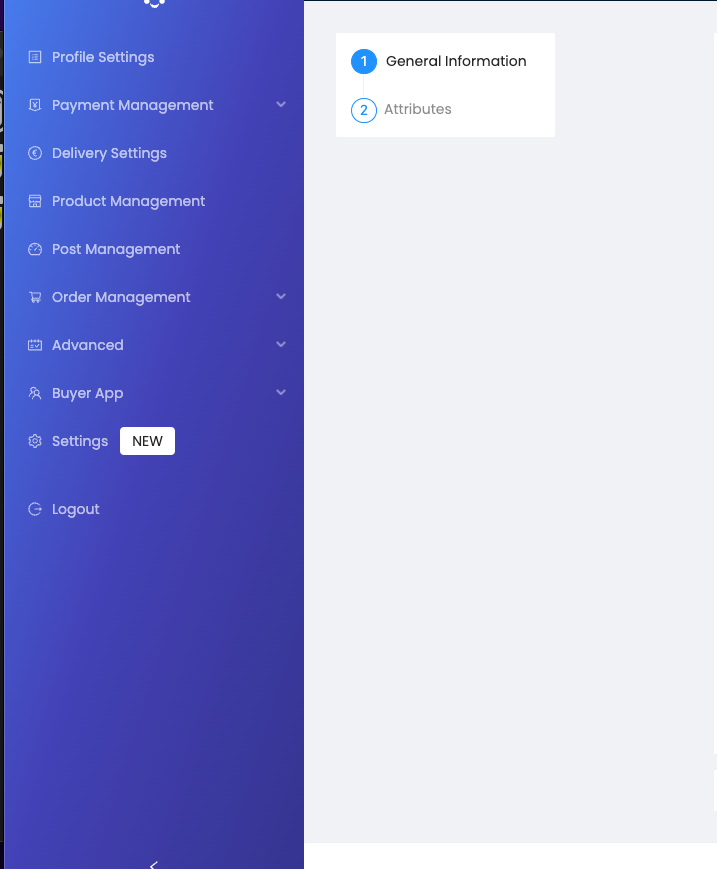 Profile Settings
Payment Management
Delivery Settings
Product Management
Post Management
Order Management
Advanced
Buyer App
Settings NEW
Logout
1 General Information
2 Attributes